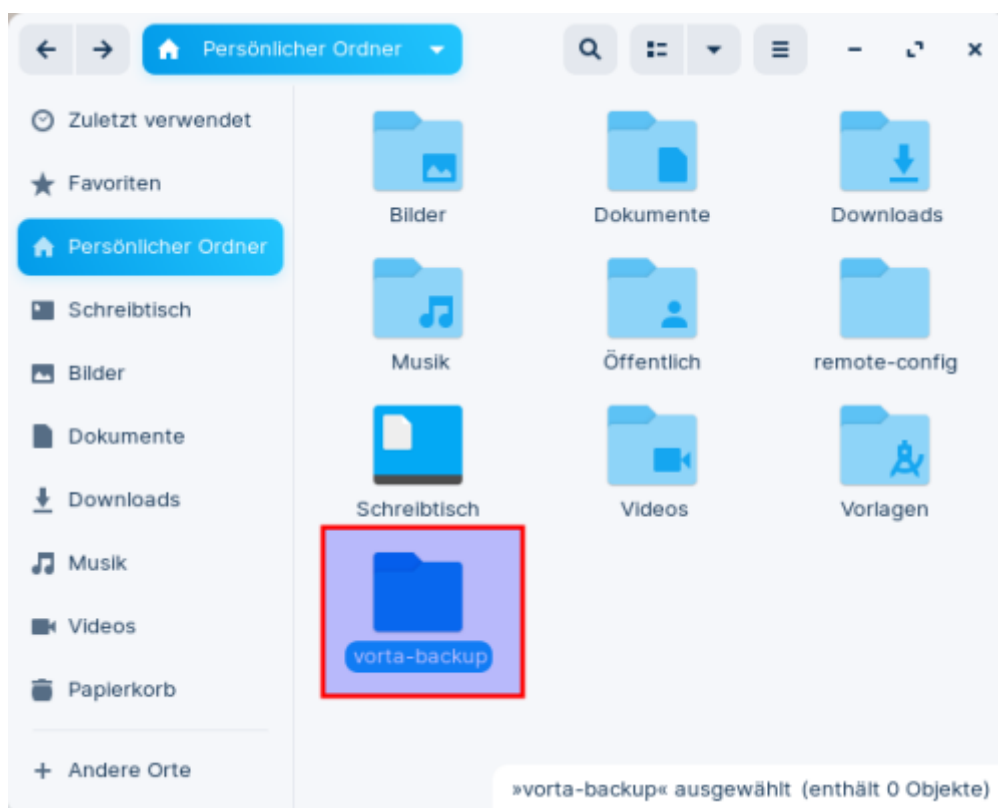 Persönlicher Ordner
Zuletzt verwendet
Favoriten
Persönlicher Ordner
Schreibtisch
Bilder
Dokumente
Downloads
Musik
Videos
Papierkorb
Andere Orte
Bilder
Dokumente
Downloads
Musik
Öffentlich
remote-config
Schreibtisch
Videos
Vorlagen
vorta-backup
»vorta-backup« ausgewählt (enthält 0 Objekte)